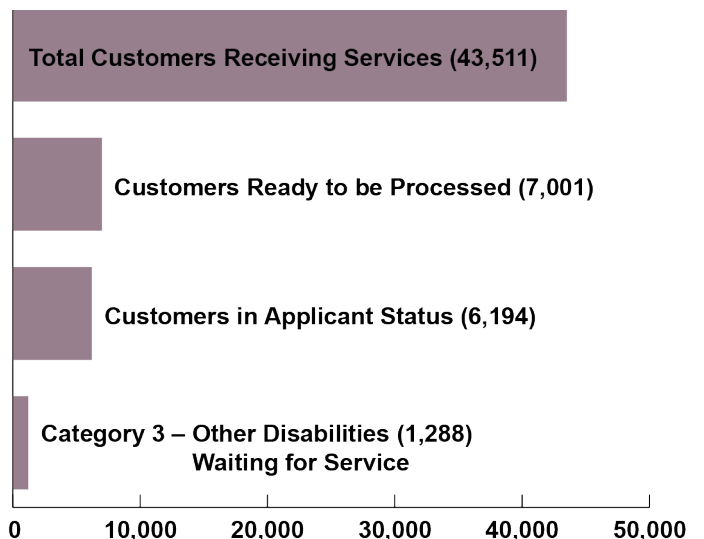 Total Customers Receiving Services (43,511)
Customers Ready to be Processed (7,001)
Customers in Applicant Status (6,194)
Category 3 – Other Disabilities (1,288)
Waiting for Service
0 10,000 20,000 30,000 40,000 50,000